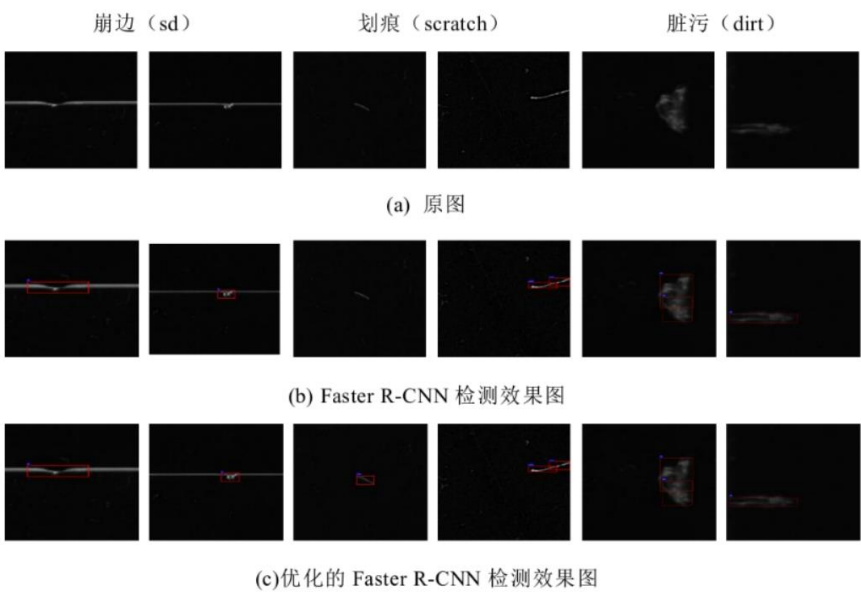 崩边（sd） 划痕（scratch） 脏污（dirt）
(a) 原图
(b) Faster R-CNN 检测效果图
(c)优化的 Faster R-CNN 检测效果图